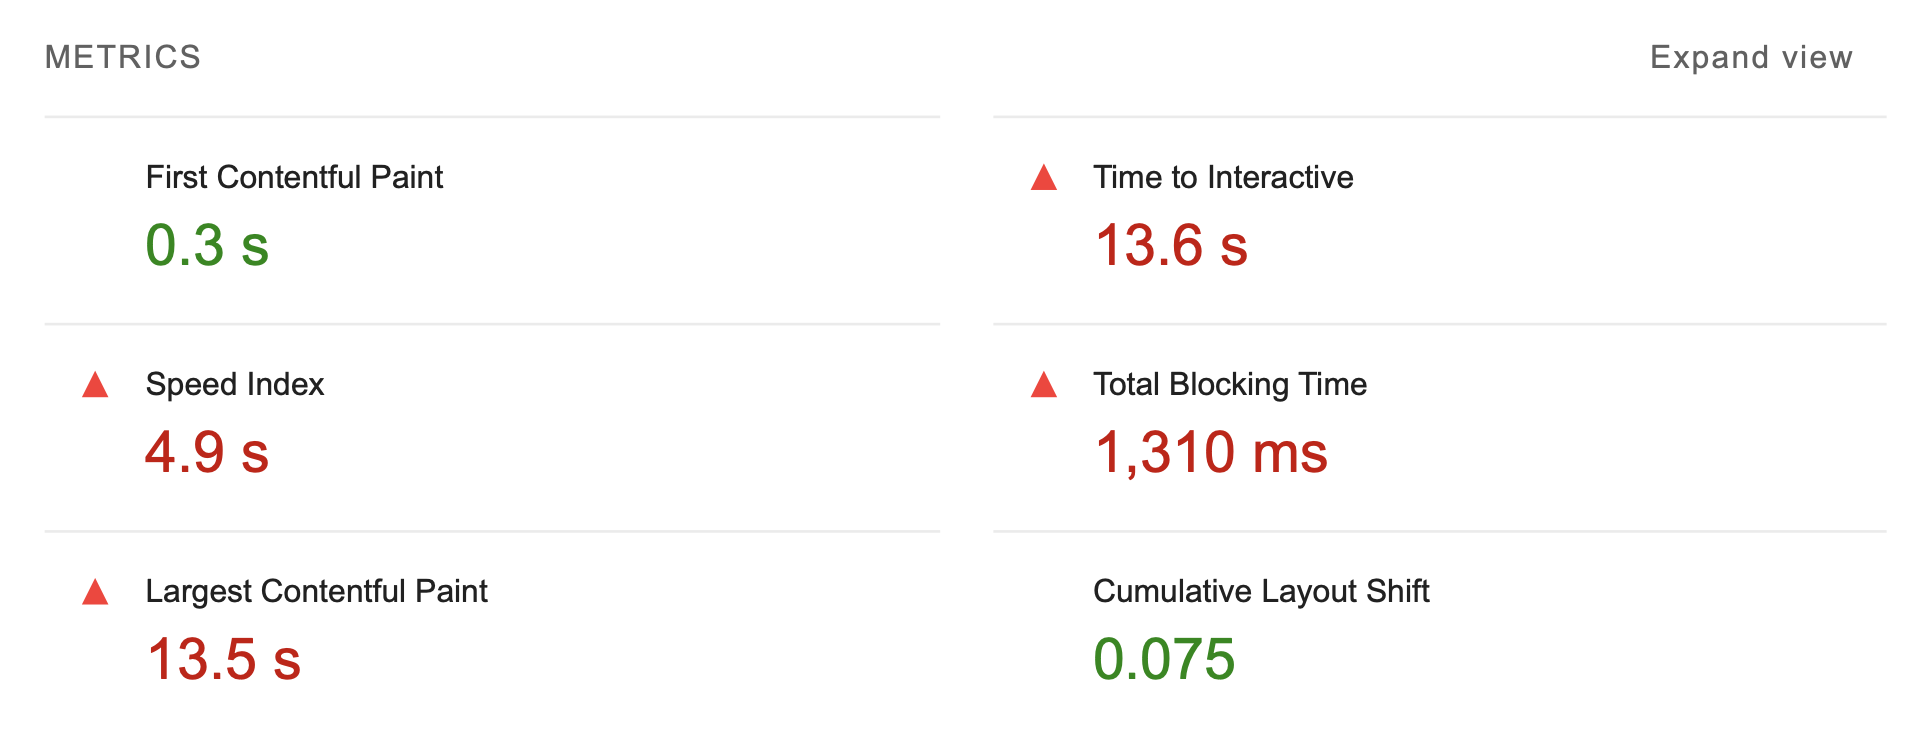 METRICS
Expand view
First Contentful Paint
0.3 s
Time to Interactive
13.6 s
Speed Index
4.9 s
Total Blocking Time
1,310 ms
Largest Contentful Paint
13.5 s
Cumulative Layout Shift
0.075